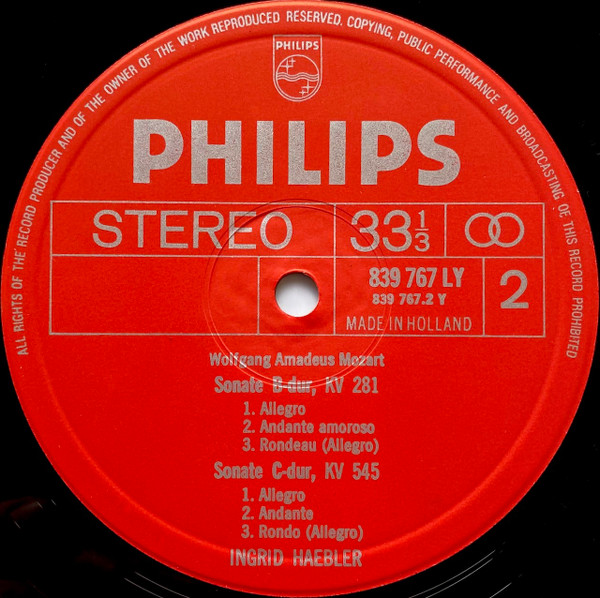 ALL RIGHTS OF THE RECORD PRODUCER AND OF THE OWNER OF THE WORK REPRODUCED RESERVED. COPYING, PUBLIC PERFORMANCE AND BROADCASTING OF THIS RECORD PROHIBITED
PHILIPS
PHILIPS
STEREO 33⅓
839 767 LY
839 767.2 Y
2
MADE IN HOLLAND
Wolfgang Amadeus Mozart
Sonate B-dur, KV 281
1. Allegro
2. Andante amoroso
3. Rondeau (Allegro)
Sonate C-dur, KV 545
1. Allegro
2. Andante
3. Rondo (Allegro)
INGRID HAEBLER